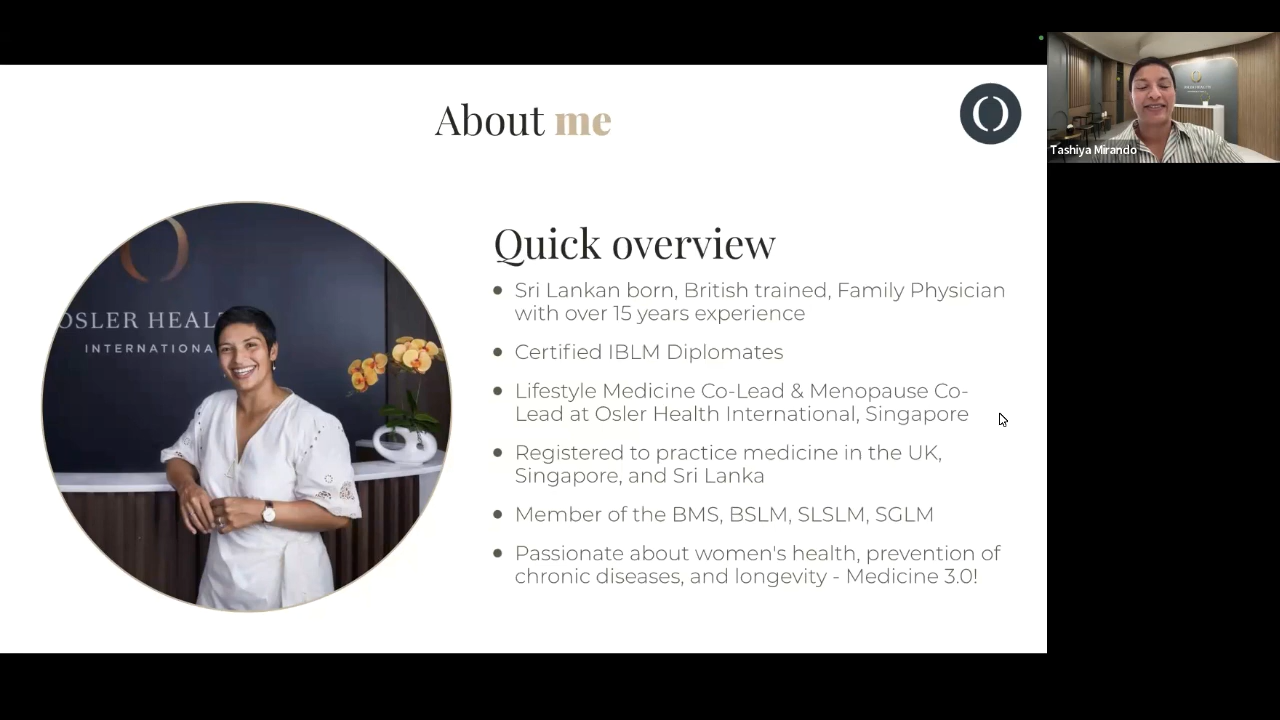 About me
Tashiya Mirando
OSLER HEAL
INTERNATIONA
Quick overview
Sri Lankan born, British trained, Family Physician
with over 15 years experience
Certified IBLM Diplomates
Lifestyle Medicine Co-Lead & Menopause Co-
Lead at Osler Health International, Singapore
Registered to practice medicine in the UK,
Singapore, and Sri Lanka
Member of the BMS, BSLM, SLSLM, SGLM
Passionate about women's health, prevention of
chronic diseases, and longevity - Medicine 3.0!